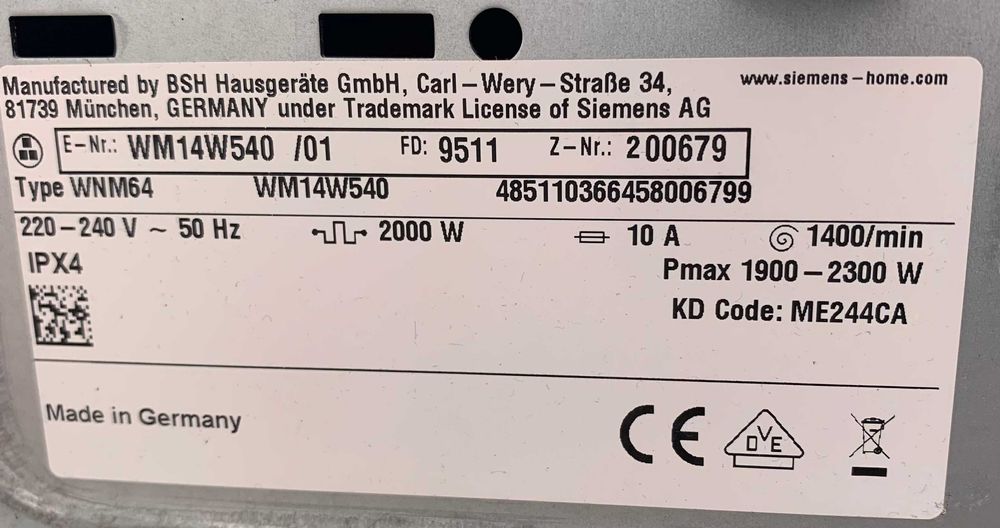 Manufactured by BSH Hausgeräte GmbH, Carl-Wery-Straße 34,
www.siemens-home.com
81739 München, GERMANY under Trademark License of Siemens AG
E-Nr.: WM14W540 /01 FD: 9511 Z-Nr.: 200679
Type WNM64 WM14W540 485110366458006799
220-240 V ~ 50 Hz 2000 W 10 A 1400/min
IPX4 Pmax 1900-2300 W
KD Code: ME244CA
Made in Germany
CE
DVE